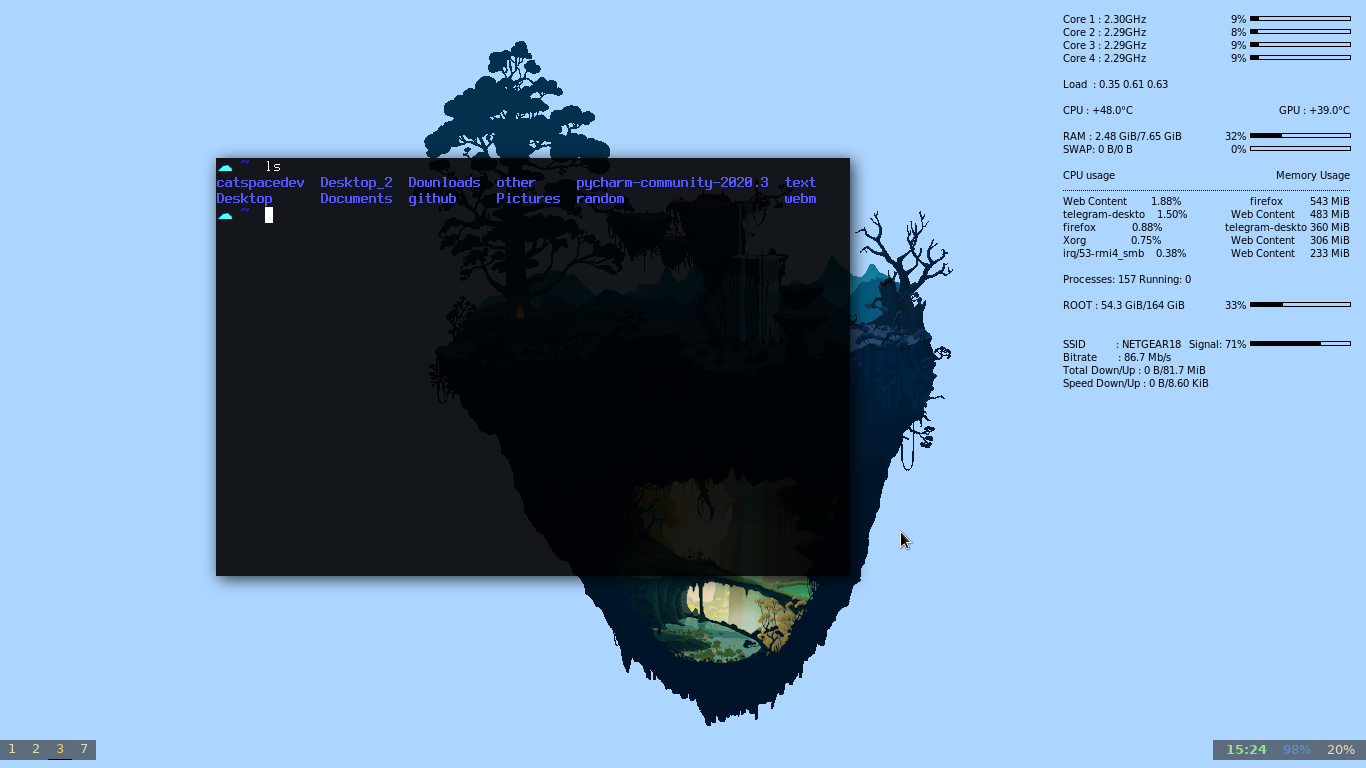 ~ ls
catspacedev Desktop_2 Downloads other pycharm-community-2020.3 text
Desktop Documents github Pictures random webm
~
Core 1 : 2.30GHz 9%
Core 2 : 2.29GHz 8%
Core 3 : 2.29GHz 9%
Core 4 : 2.29GHz 9%
Load : 0.35 0.61 0.63
CPU : +48.0°C GPU : +39.0°C
RAM : 2.48 GiB/7.65 GiB 32%
SWAP: 0 B/0 B 0%
CPU usage Memory Usage
Web Content 1.88% firefox 543 MiB
telegram-deskto 1.50% Web Content 483 MiB
firefox 0.88% telegram-deskto 360 MiB
Xorg 0.75% Web Content 306 MiB
irq/53-rmi4_smb 0.38% Web Content 233 MiB
Processes: 157 Running: 0
ROOT : 54.3 GiB/164 GiB 33%
SSID : NETGEAR18 Signal: 71%
Bitrate : 86.7 Mb/s
Total Down/Up : 0 B/81.7 MiB
Speed Down/Up : 0 B/8.60 KiB
1 2 3 7
15:24 98% 20%